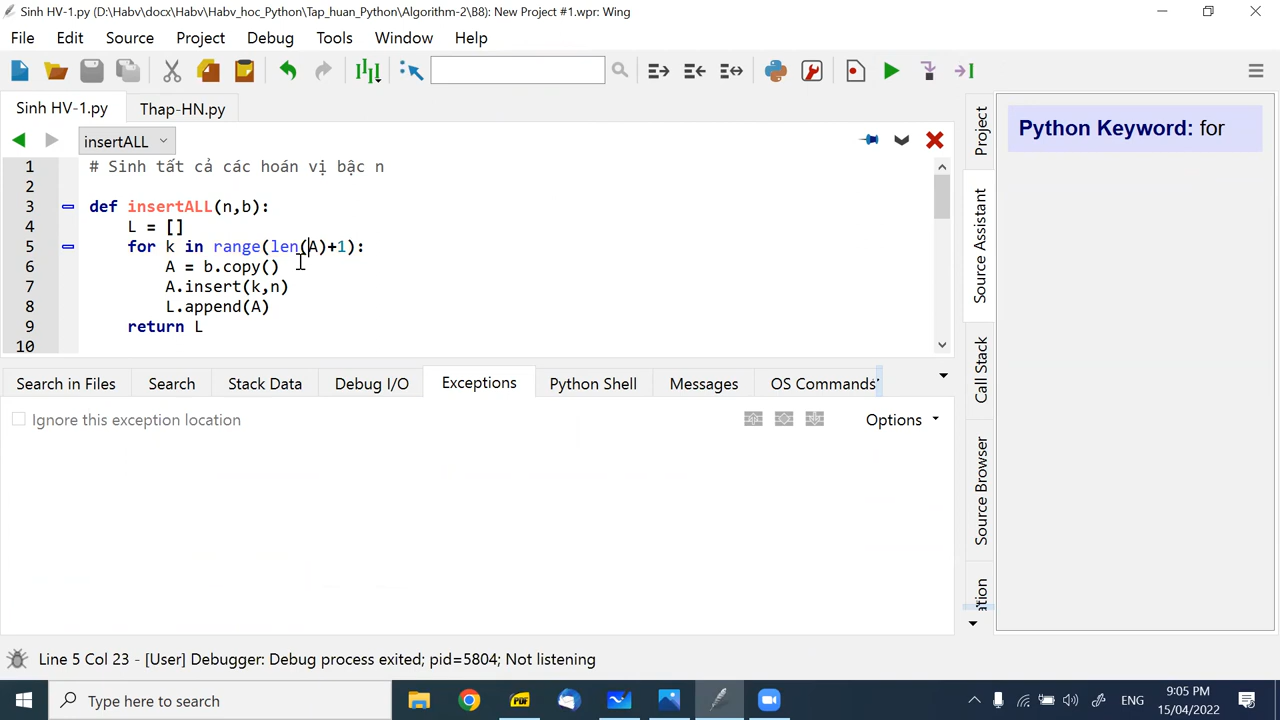 Sinh HV-1.py (D:\Habv\docx\Habv\Habv_hoc_Python\Tap_huan_Python\Algorithm-2\B8): New Project #1.wpr: Wing
File Edit Source Project Debug Tools Window Help
Sinh HV-1.py Thap-HN.py
insertALL
1 # Sinh tất cả các hoán vị bậc n
2
3 def insertALL(n,b):
4 L = []
5 for k in range(len(A)+1):
6 A = b.copy()
7 A.insert(k,n)
8 L.append(A)
9 return L
10
Search in Files Search Stack Data Debug I/O Exceptions Python Shell Messages OS Commands
Ignore this exception location Options
Project
Source Assistant
Call Stack
Source Browser
Python Keyword: for
Line 5 Col 23 - [User] Debugger: Debug process exited; pid=5804; Not listening
Type here to search
PDF
ENG
9:05 PM
15/04/2022